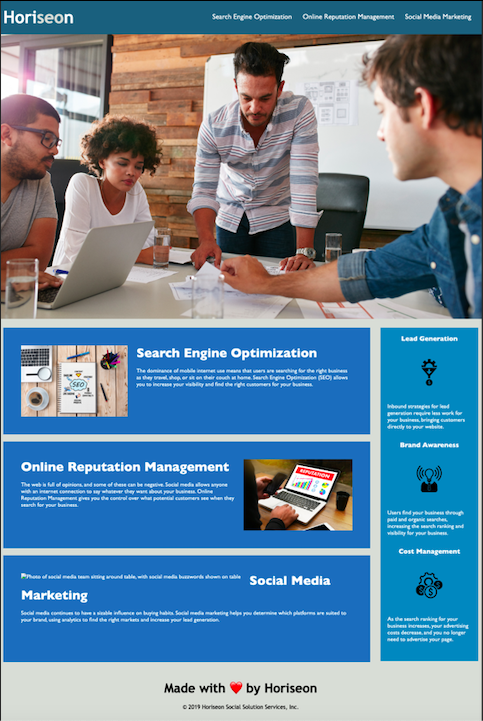 Horiseon
Search Engine Optimization Online Reputation Management Social Media Marketing
SEO
Search Engine Optimization
The dominance of mobile internet use means that users are searching for the right business
as they travel, shop, or sit on their couch at home. Search Engine Optimization (SEO) allows
you to increase your visibility and find the right customers for your business.
Online Reputation Management
The web is full of opinions, and some of these can be negative. Social media allows anyone
with an internet connection to say whatever they want about your business. Online
Reputation Management gives you the control over what potential customers see when they
search for your business.
REPUTATION
Photo of social media team sitting around table, with social media buzzwords shown on table
Social Media
Marketing
Social media continues to have a sizable influence on buying habits. Social media marketing helps you determine which platforms are suited to
your brand, using analytics to find the right markets and increase your lead generation.
Lead Generation
Inbound strategies for lead
generation require less work for
your business, bringing customers
directly to your website.
Brand Awareness
Users find your business through
paid and organic searches,
increasing the search ranking and
visibility for your business.
Cost Management
As the search ranking for your
business increases, your advertising
costs decrease, and you no longer
need to advertise your page.
Made with ❤️ by Horiseon
© 2019 Horiseon Social Solution Services, Inc.